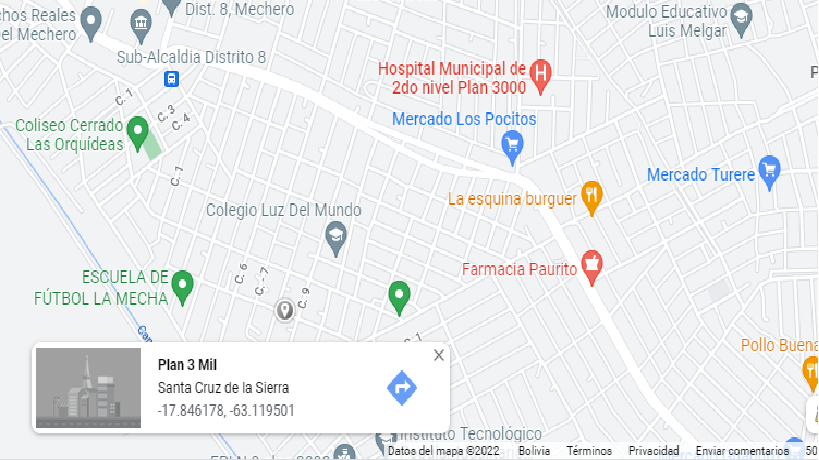 chos Reales
del Mechero
Dist. 8, Mechero
Sub-Alcaldia Distrito 8
Modulo Educativo
Luis Melgar
Hospital Municipal de
2do nivel Plan 3000
P
C. 1
C. 3
C. 4
Coliseo Cerrado
Las Orquídeas
Mercado Los Pocitos
C. 1
Mercado Turere
La esquina burguer
Colegio Luz Del Mundo
Farmacia Paurito
ESCUELA DE
FÚTBOL LA MECHA
C. 6
C. - 7
C. 9
Can
C. 1
Pollo Buena
Plan 3 Mil
Santa Cruz de la Sierra
-17.846178, -63.119501
X
Instituto Tecnológico
Datos del mapa ©2022 Bolivia Términos Privacidad Enviar comentarios 50